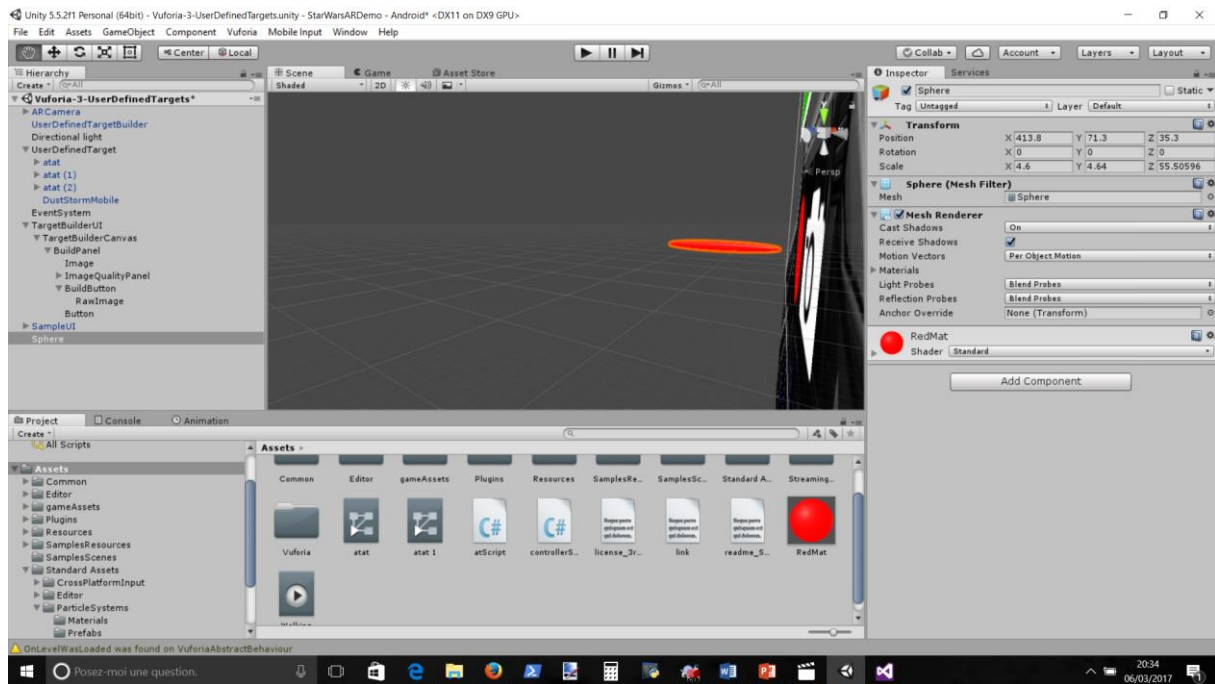 Unity 5.5.2f1 Personal (64bit) - Vuforia-3-UserDefinedTargets.unity - StarWarsARDemo - Android* <DX11 on DX9 GPU>
File Edit Assets GameObject Component Vuforia Mobile Input Window Help
Center Local Collab Account Layers Layout
Hierarchy
Create All
Vuforia-3-UserDefinedTargets*
ARCamera
UserDefinedTargetBuilder
Directional light
UserDefinedTarget
atat
atat (1)
atat (2)
DustStormMobile
EventSystem
TargetBuilderUI
TargetBuilderCanvas
BuildPanel
Image
ImageQualityPanel
BuildButton
RawImage
Button
SampleUI
Sphere
Scene Game Asset Store
Shaded 2D Gizmos All
y
Persp
Inspector Services
Sphere Static
Tag Untagged Layer Default
Transform
Position X 413.8 Y 71.3 Z 35.3
Rotation X 0 Y 0 Z 0
Scale X 4.6 Y 4.64 Z 55.50596
Sphere (Mesh Filter)
Mesh Sphere
Mesh Renderer
Cast Shadows On
Receive Shadows
Motion Vectors Per Object Motion
Materials
Light Probes Blend Probes
Reflection Probes Blend Probes
Anchor Override None (Transform)
RedMat
Shader Standard
Add Component
Project Console Animation
Create
All Scripts
Assets
Common
Editor
gameAssets
Plugins
Resources
SamplesResources
SamplesScenes
Standard Assets
CrossPlatformInput
Editor
ParticleSystems
Materials
Prefabs
Assets
Common Editor gameAssets Plugins Resources SamplesRe... SamplesSc... Standard A... Streaming...
C# C#
Vuforia atat atat 1 atScript controllerS... license_3r... link readme_S... RedMat
OnLevelWasLoaded was found on VuforiaAbstractBehaviour
Posez-moi une question.
20:34
06/03/2017